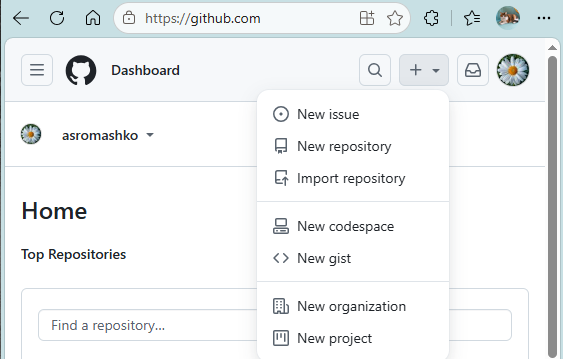 https://github.com
Dashboard
New issue
asromashko
New repository
Import repository
Home
New codespace
Top Repositories
New gist
New organization
Find a repository...
New project